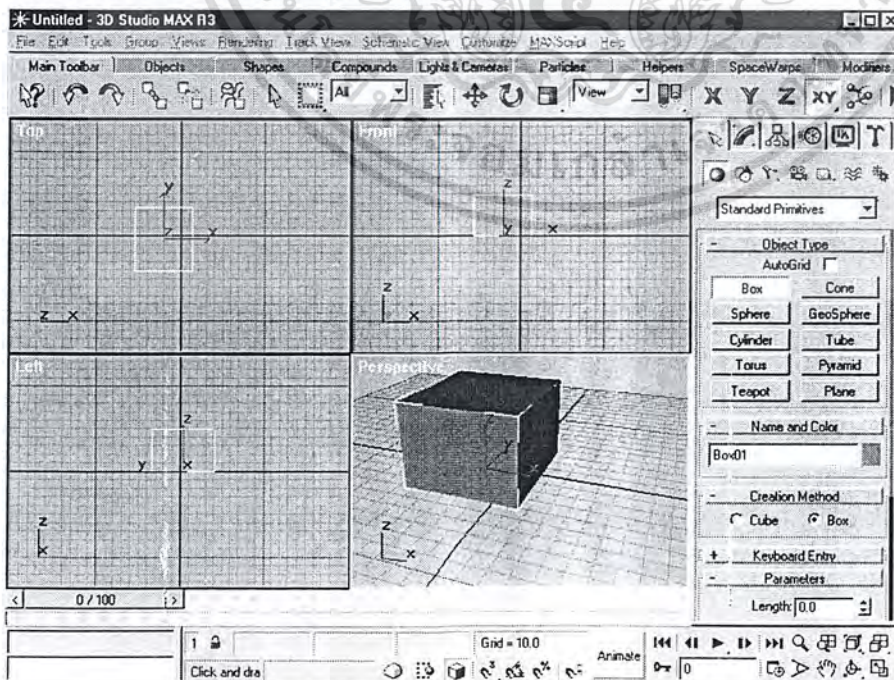 Untitled - 3D Studio MAX R3
File Edit Tools Group Views Rendering Track View Schematic View Customize MAXScript Help
Main Toolbar Objects Shapes Compounds Lights & Cameras Particles Helpers SpaceWarps Modifiers
All View X Y Z XY
Top Front
y z x
z y x
z x z x
Standard Primitives
- Object Type
AutoGrid
Box Cone
Sphere GeoSphere
Cylinder Tube
Torus Pyramid
Teapot Plane
Left Perspective
z y x
z x z x
- Name and Color
Box01
- Creation Method
Cube Box
+ Keyboard Entry
- Parameters
Length: 0.0
< 0 / 100 >
1 Grid = 10.0 Animate
Click and dra 0